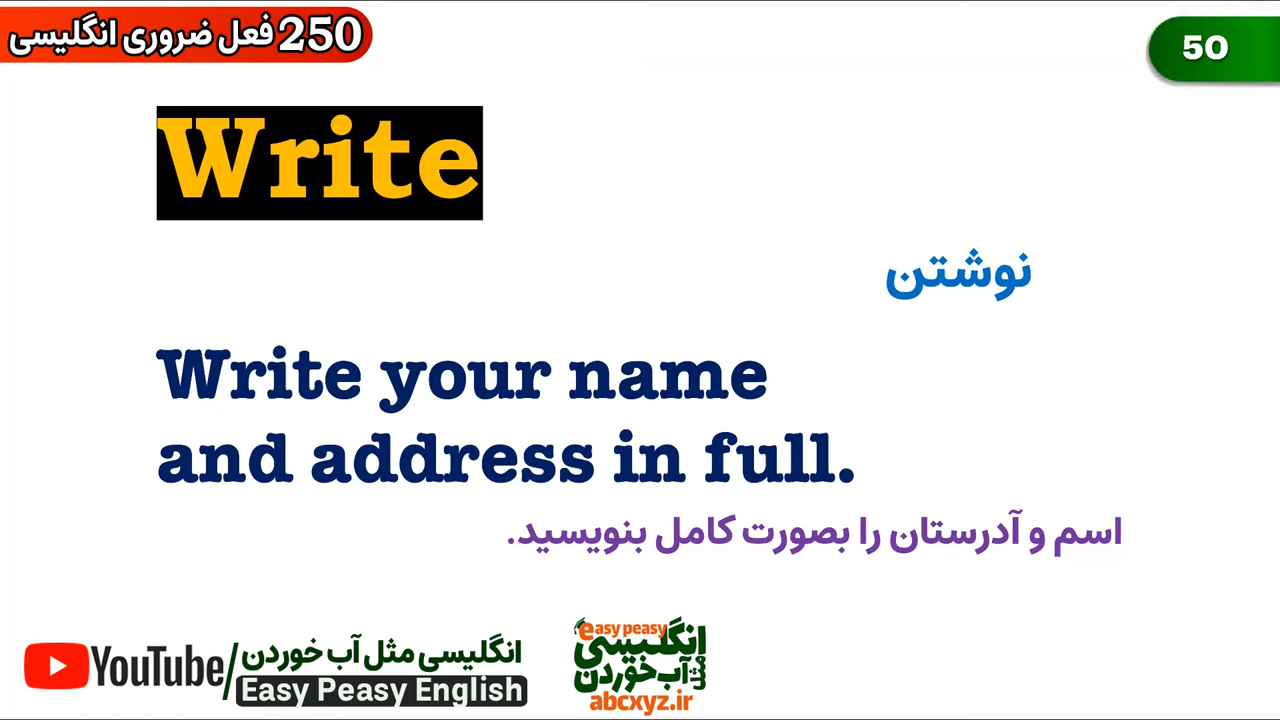 250 فعل ضروری انگلیسی
50
Write
نوشتن
Write your name
and address in full.
اسم و آدرستان را بصورت کامل بنویسید.
YouTube/انگلیسی مثل آب خوردن
Easy Peasy English
easy peasy
انگلیسی
مثل آب خوردن
abcxyz.ir